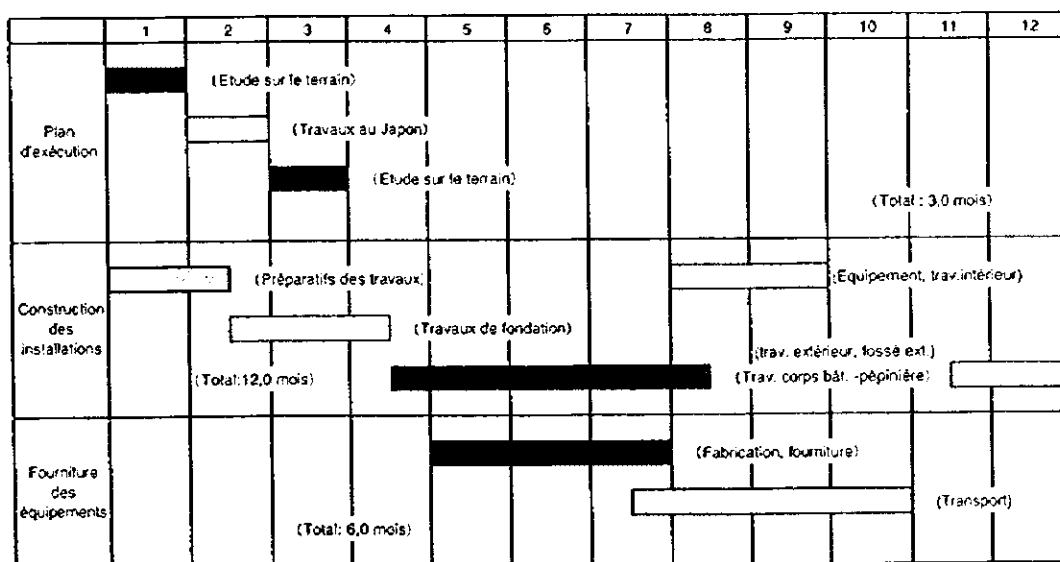 1 2 3 4 5 6 7 8 9 10 11 12
(Etude sur le terrain)
(Travaux au Japon)
Plan
d'exécution
(Etude sur le terrain)
(Total : 3,0 mois)
(Préparatifs des travaux)
(Equipement, trav.intérieur)
Construction
des
installations
(Travaux de fondation)
(trav. extérieur, fossé ext.)
(Total:12,0 mois)
(Trav. corps bât. -pépinière)
(Fabrication, fourniture)
Fourniture
des
équipements
(Transport)
(Total: 6,0 mois)